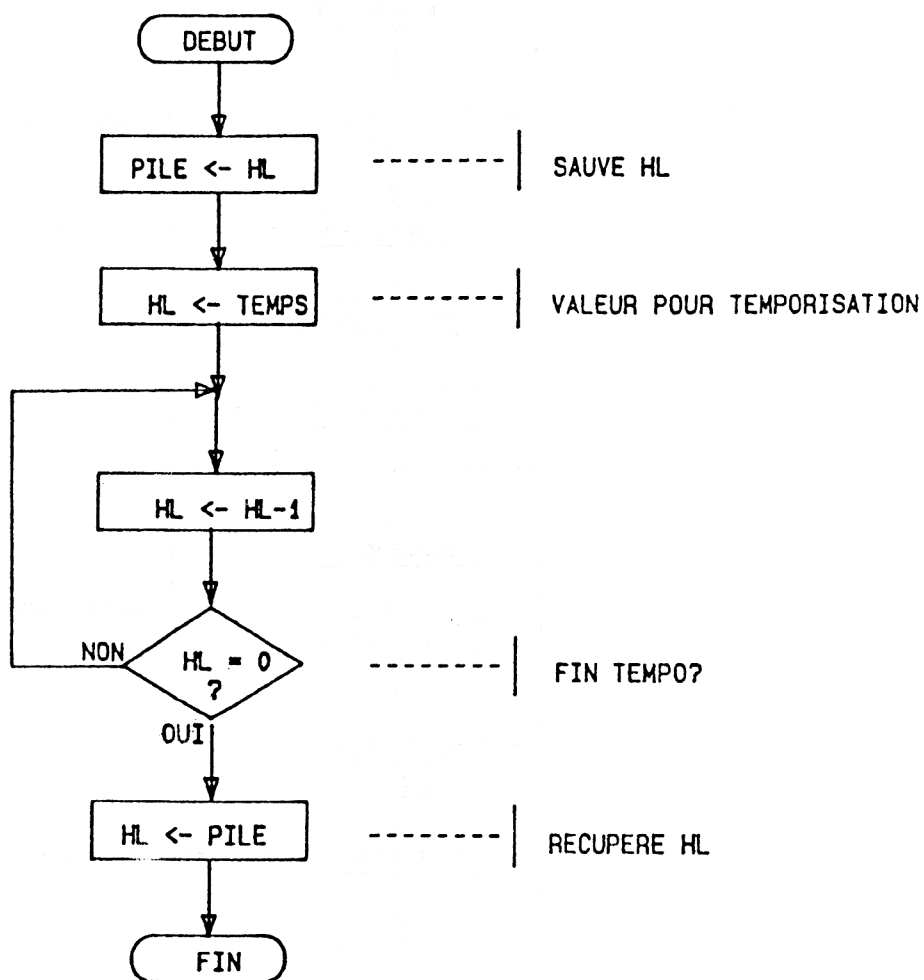 DEBUT
PILE <- HL
SAUVE HL
HL <- TEMPS
VALEUR POUR TEMPORISATION
HL <- HL-1
NON
HL = 0
?
FIN TEMPO?
OUI
HL <- PILE
RECUPERE HL
FIN